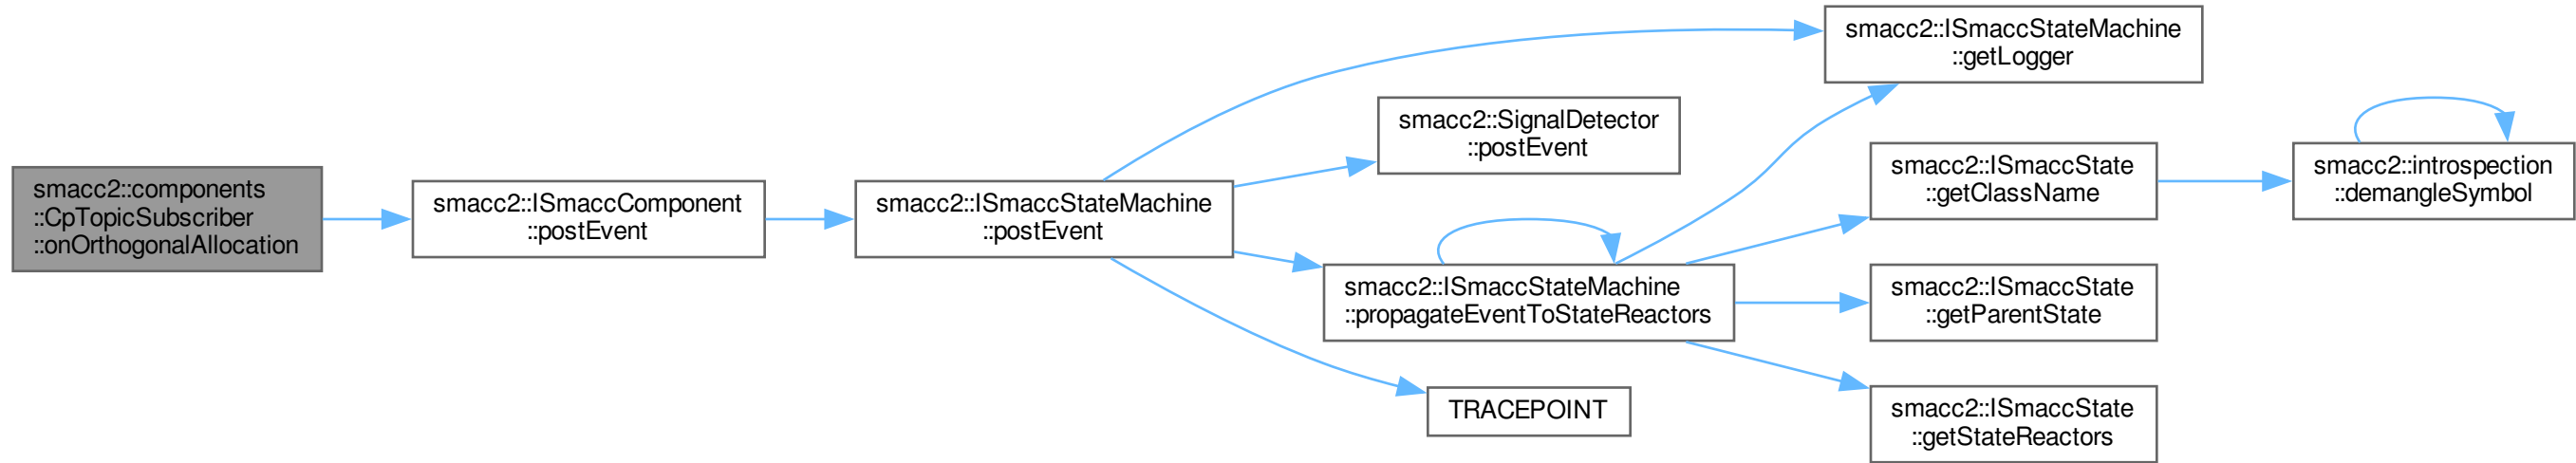 smacc2::components
::CpTopicSubscriber
::onOrthogonalAllocation
smacc2::ISmaccComponent
::postEvent
smacc2::ISmaccStateMachine
::postEvent
smacc2::ISmaccStateMachine
::getLogger
smacc2::SignalDetector
::postEvent
smacc2::ISmaccStateMachine
::propagateEventToStateReactors
TRACEPOINT
smacc2::ISmaccState
::getClassName
smacc2::introspection
::demangleSymbol
smacc2::ISmaccState
::getParentState
smacc2::ISmaccState
::getStateReactors